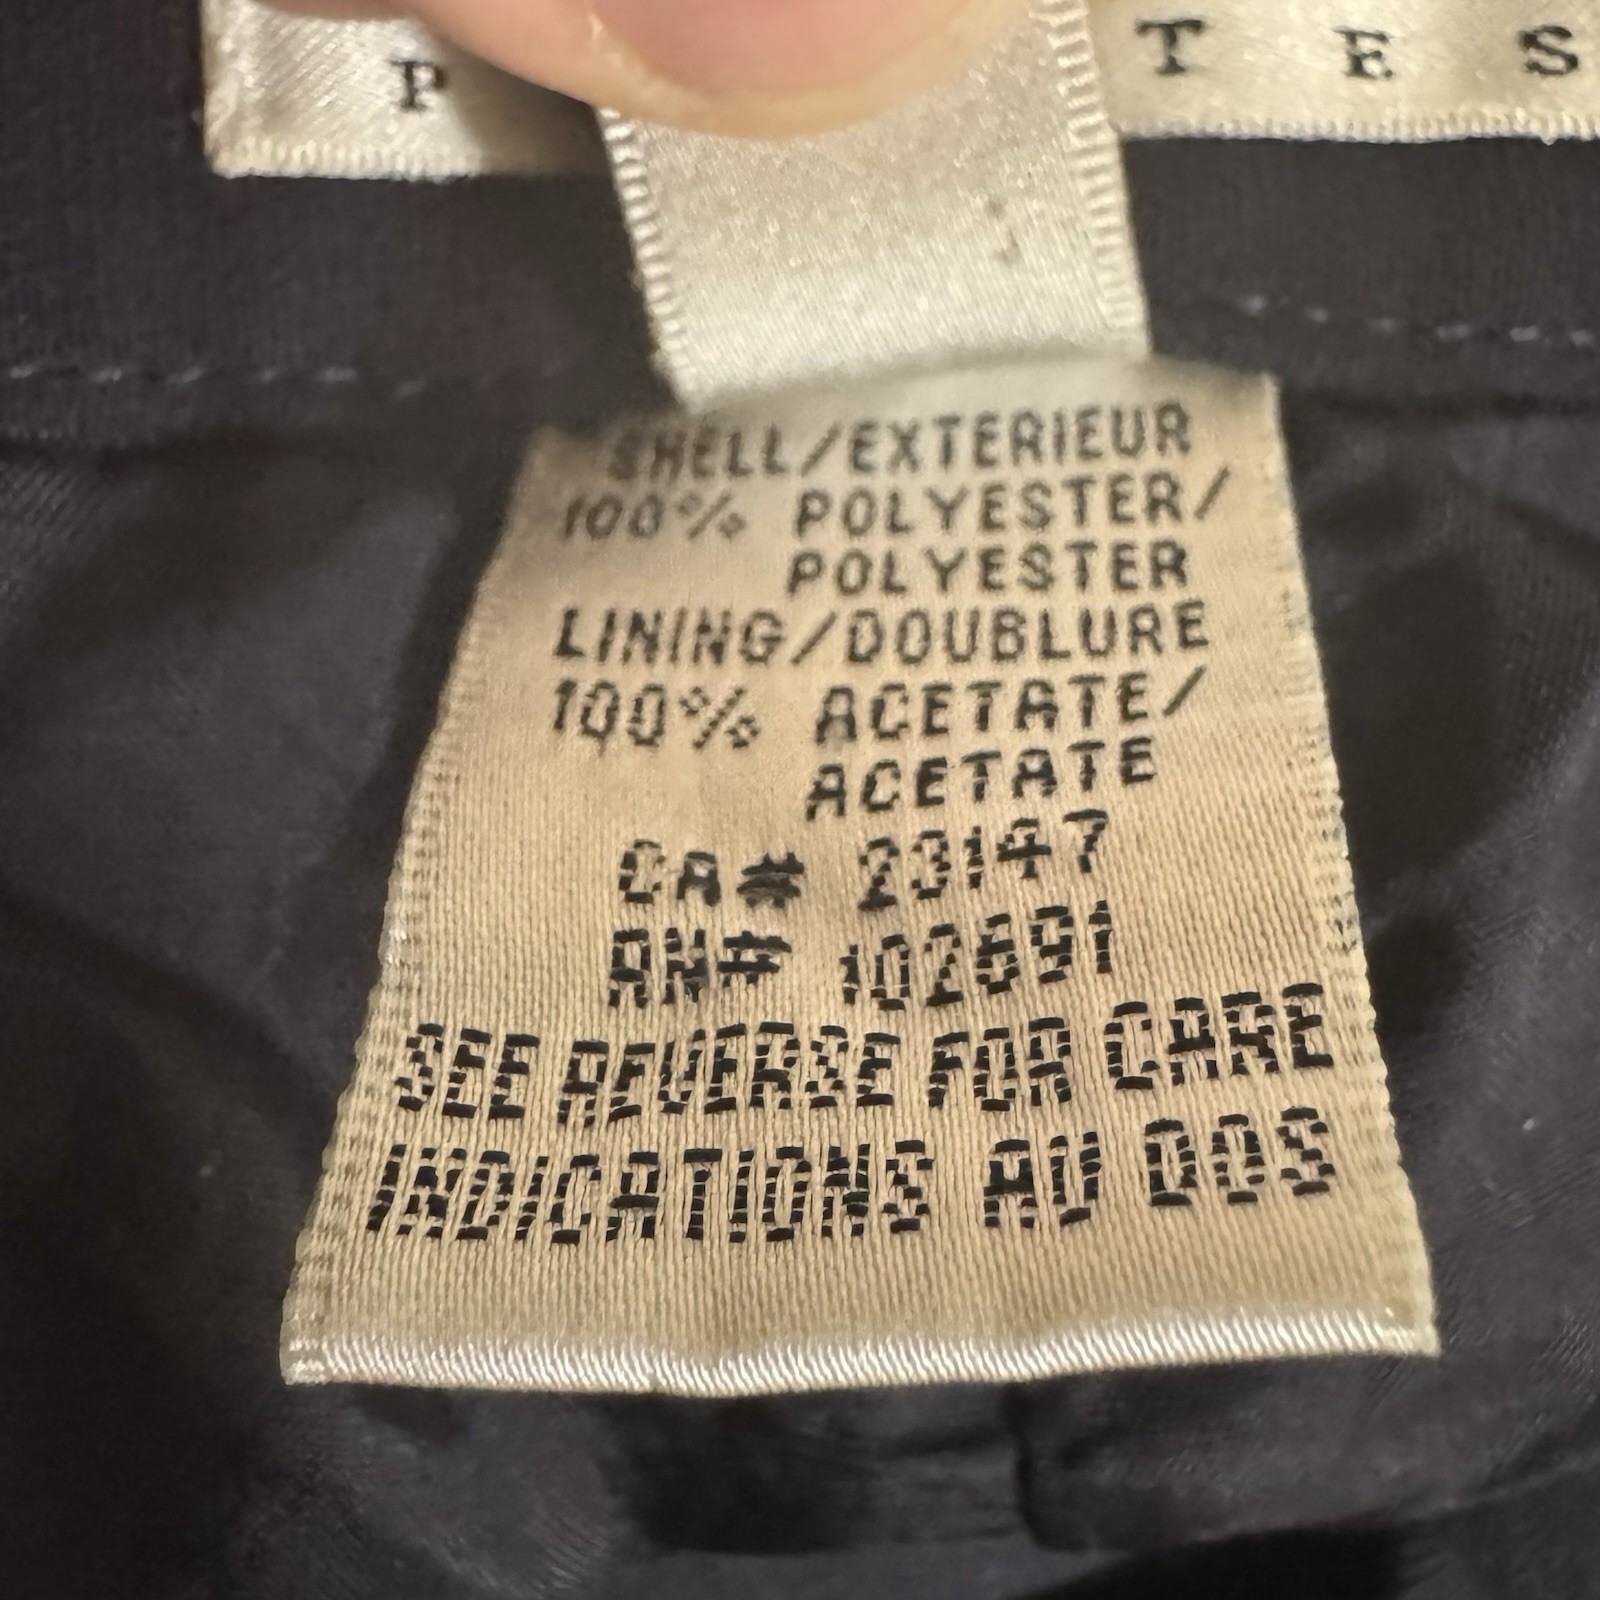 P TES
SHELL/EXTERIEUR
100% POLYESTER/
POLYESTER
LINING/DOUBLURE
100% ACETATE/
ACETATE
CA# 23147
RN# 102691
SEE REVERSE FOR CARE
INDICATIONS AU DOS